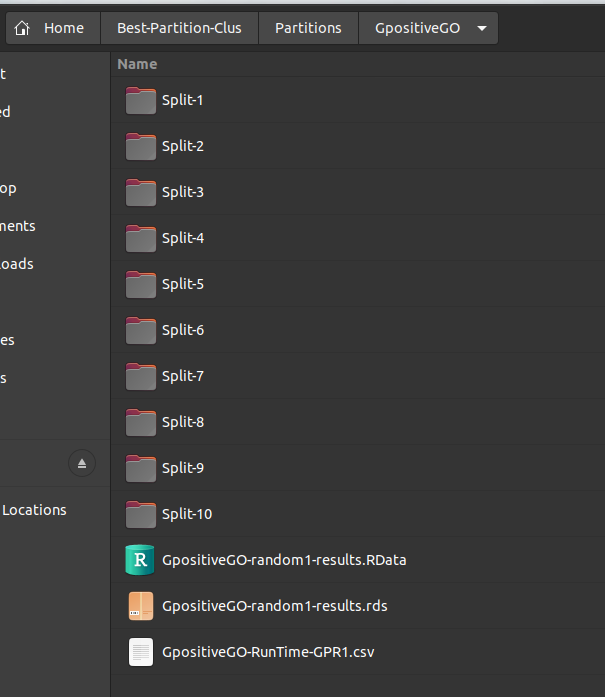 Home Best-Partition-Clus Partitions GpositiveGO
Name
Split-1
Split-2
Split-3
Split-4
Split-5
Split-6
Split-7
Split-8
Split-9
Split-10
R GpositiveGO-random1-results.RData
GpositiveGO-random1-results.rds
GpositiveGO-RunTime-GPR1.csv
t
ed
op
ments
loads
es
s
Locations